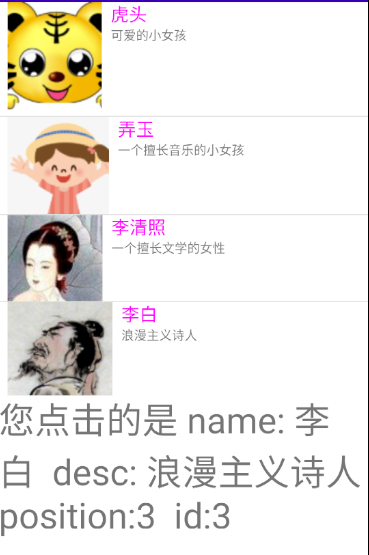 虎头
可爱的小女孩
弄玉
一个擅长音乐的小女孩
李清照
一个擅长文学的女性
李白
浪漫主义诗人
您点击的是 name: 李
白  desc: 浪漫主义诗人
position:3  id:3